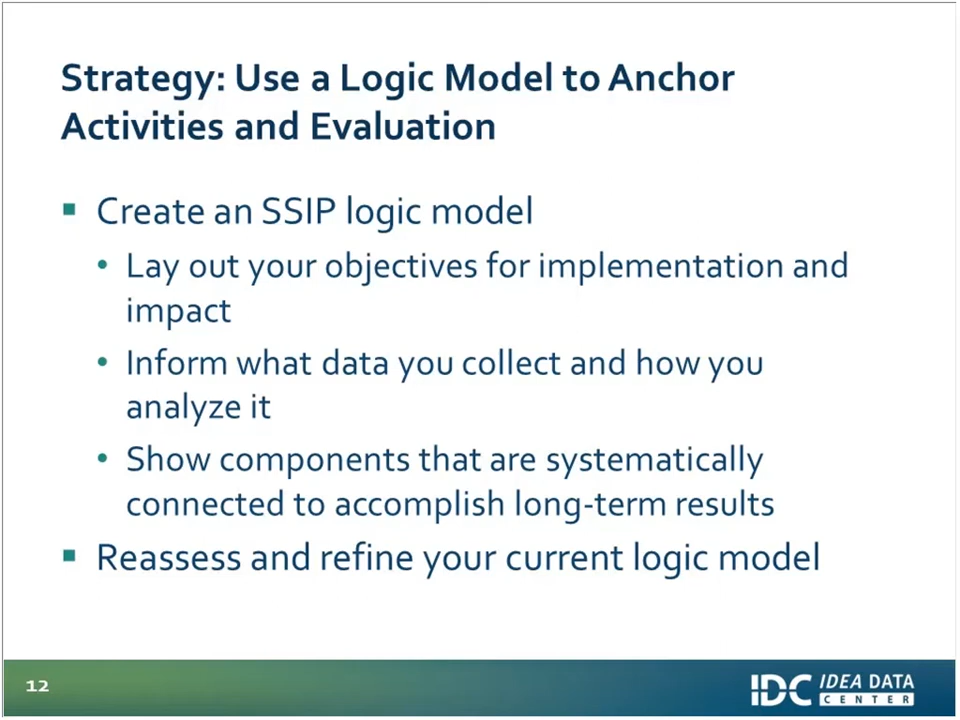 Strategy: Use a Logic Model to Anchor
Activities and Evaluation
▪ Create an SSIP logic model
• Lay out your objectives for implementation and
impact
• Inform what data you collect and how you
analyze it
• Show components that are systematically
connected to accomplish long-term results
▪ Reassess and refine your current logic model
12
IDC IDEA DATA
CENTER